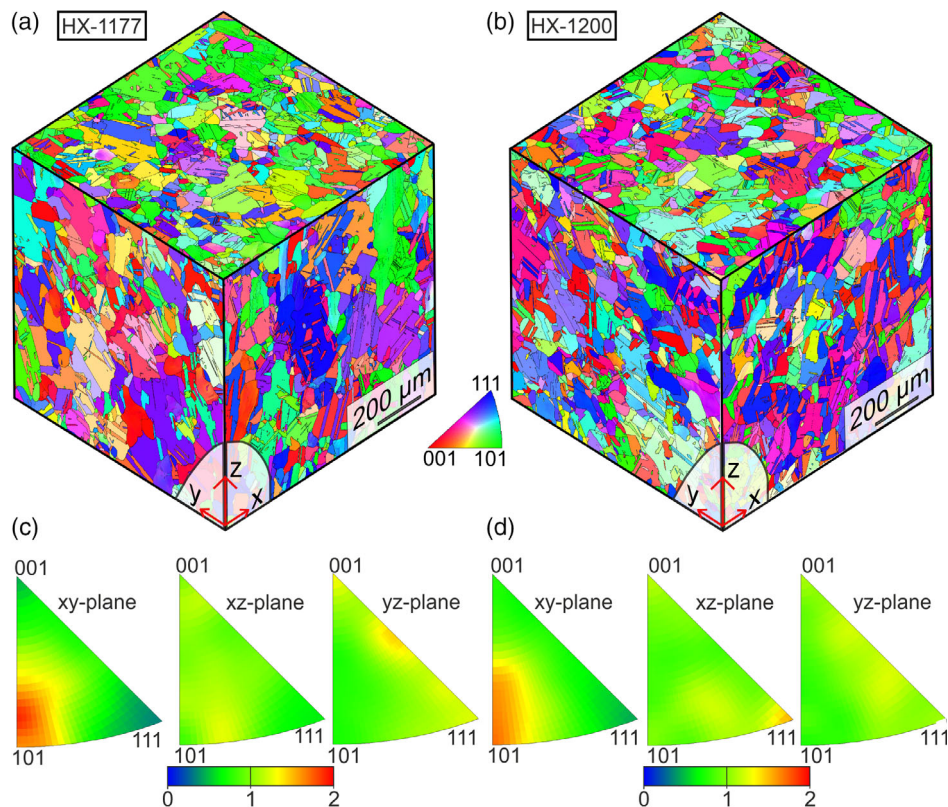 (a) HX-1177
(b) HX-1200
200 µm
200 µm
111
001 101
z
y x
z
y x
(c)
(d)
001
xy-plane
101
111
001
xz-plane
101
111
001
yz-plane
101
111
001
xy-plane
101
111
001
xz-plane
101
111
001
yz-plane
101
111
0 1 2
0 1 2